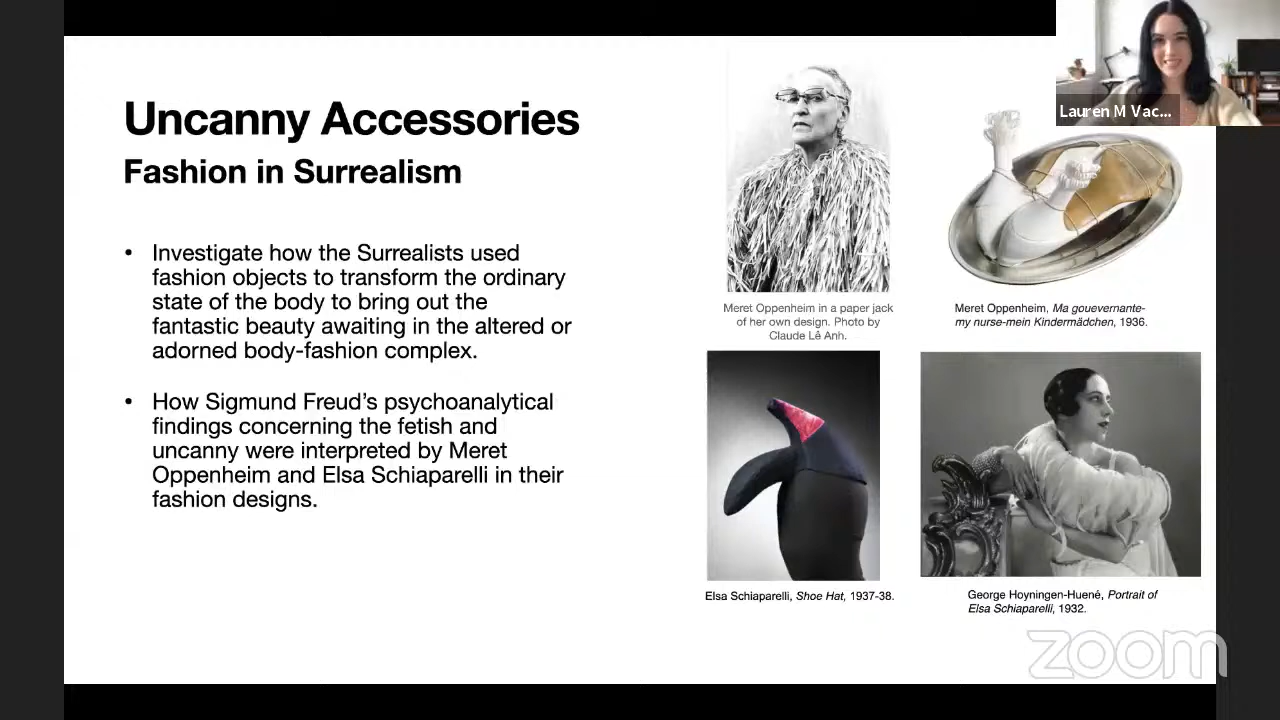 Uncanny Accessories
Fashion in Surrealism
• Investigate how the Surrealists used
fashion objects to transform the ordinary
state of the body to bring out the
fantastic beauty awaiting in the altered or
adorned body-fashion complex.
• How Sigmund Freud’s psychoanalytical
findings concerning the fetish and
uncanny were interpreted by Meret
Oppenheim and Elsa Schiaparelli in their
fashion designs.
Lauren M Vac...
Meret Oppenheim in a paper jack
of her own design. Photo by
Claude Lê Anh.
Meret Oppenheim, Ma gouevernante-
my nurse-mein Kindermädchen, 1936.
Elsa Schiaparelli, Shoe Hat, 1937-38.
George Hoyningen-Huené, Portrait of
Elsa Schiaparelli, 1932.
zoom